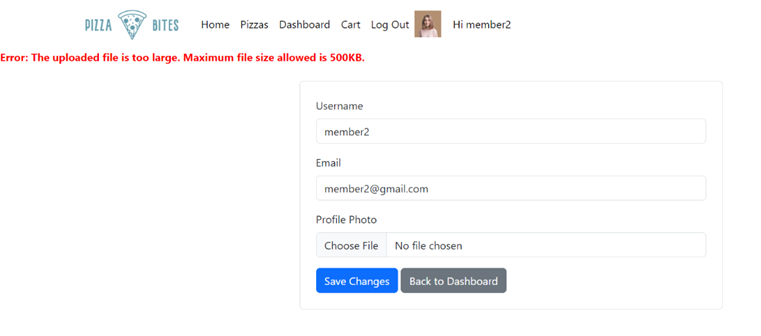 PIZZA BITES Home Pizzas Dashboard Cart Log Out Hi member2
Error: The uploaded file is too large. Maximum file size allowed is 500KB.
Username
member2
Email
member2@gmail.com
Profile Photo
Choose File No file chosen
Save Changes Back to Dashboard